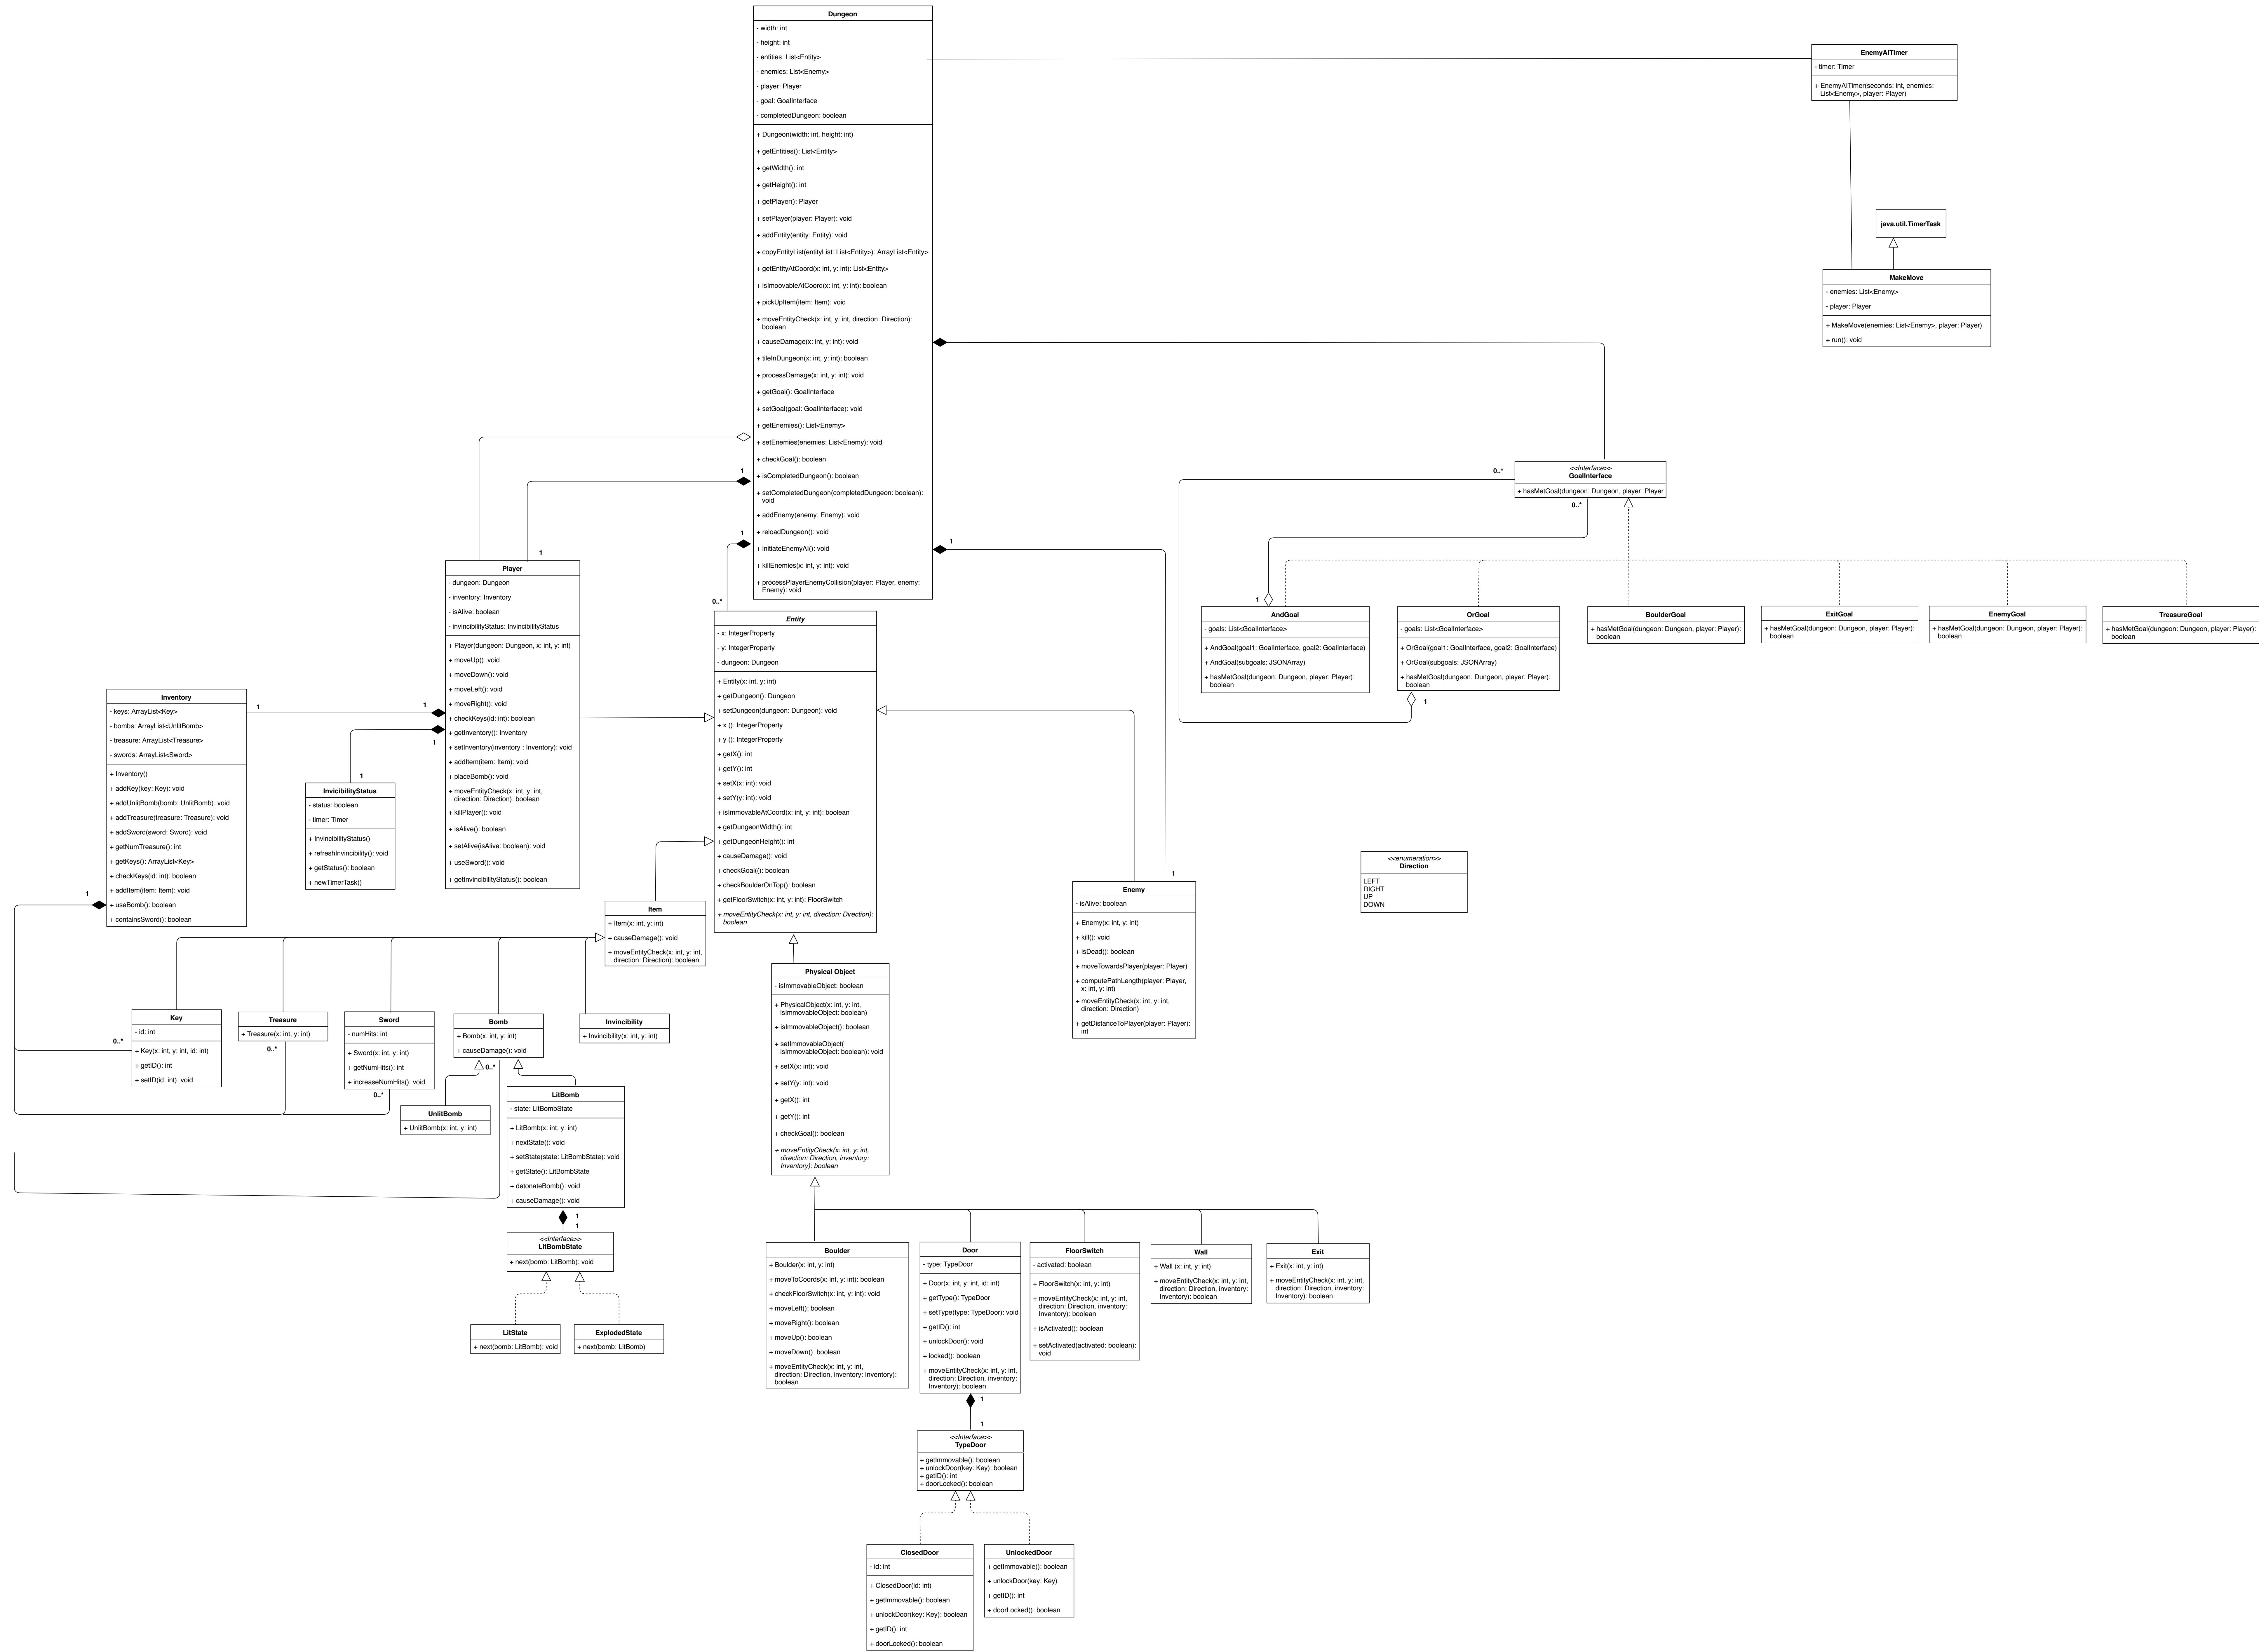 Dungeon
- width: int
- height: int
- entities: List<Entity>
- enemies: List<Enemy>
- player: Player
- goal: GoalInterface
- completedDungeon: boolean
+ Dungeon(width: int, height: int)
+ getEntities(): List<Entity>
+ getWidth(): int
+ getHeight(): int
+ getPlayer(): Player
+ setPlayer(player: Player): void
+ addEntity(entity: Entity): void
+ copyEntityList(entityList: List<Entity>): ArrayList<Entity>
+ getEntityAtCoord(x: int, y: int): List<Entity>
+ isImoovableAtCoord(x: int, y: int): boolean
+ pickUpItem(item: Item): void
+ moveEntityCheck(x: int, y: int, direction: Direction):
boolean
+ causeDamage(x: int, y: int): void
+ tileInDungeon(x: int, y: int): boolean
+ processDamage(x: int, y: int): void
+ getGoal(): GoalInterface
+ setGoal(goal: GoalInterface): void
+ getEnemies(): List<Enemy>
+ setEnemies(enemies: List<Enemy): void
+ checkGoal(): boolean
+ isCompletedDungeon(): boolean
+ setCompletedDungeon(completedDungeon: boolean):
void
+ addEnemy(enemy: Enemy): void
+ reloadDungeon(): void
+ initiateEnemyAI(): void
+ killEnemies(x: int, y: int): void
+ processPlayerEnemyCollision(player: Player, enemy:
Enemy): void
EnemyAITimer
- timer: Timer
+ EnemyAITimer(seconds: int, enemies:
List<Enemy>, player: Player)
java.util.TimerTask
MakeMove
- enemies: List<Enemy>
- player: Player
+ MakeMove(enemies: List<Enemy>, player: Player)
+ run(): void
1
1
1
0..*
1
1
0..*
<<Interface>>
GoalInterface
+ hasMetGoal(dungeon: Dungeon, player: Player
0..*
1
AndGoal
- goals: List<GoalInterface>
+ AndGoal(goal1: GoalInterface, goal2: GoalInterface)
+ AndGoal(subgoals: JSONArray)
+ hasMetGoal(dungeon: Dungeon, player: Player):
boolean
OrGoal
- goals: List<GoalInterface>
+ OrGoal(goal1: GoalInterface, goal2: GoalInterface)
+ OrGoal(subgoals: JSONArray)
+ hasMetGoal(dungeon: Dungeon, player: Player):
boolean
1
BoulderGoal
+ hasMetGoal(dungeon: Dungeon, player: Player):
boolean
ExitGoal
+ hasMetGoal(dungeon: Dungeon, player: Player):
boolean
EnemyGoal
+ hasMetGoal(dungeon: Dungeon, player: Player):
boolean
TreasureGoal
+ hasMetGoal(dungeon: Dungeon, player: Player):
boolean
Player
- dungeon: Dungeon
- inventory: Inventory
- isAlive: boolean
- invincibilityStatus: InvincibilityStatus
+ Player(dungeon: Dungeon, x: int, y: int)
+ moveUp(): void
+ moveDown(): void
+ moveLeft(): void
+ moveRight(): void
+ checkKeys(id: int): boolean
+ getInventory(): Inventory
+ setInventory(inventory : Inventory): void
+ addItem(item: Item): void
+ placeBomb(): void
+ moveEntityCheck(x: int, y: int,
direction: Direction): boolean
+ killPlayer(): void
+ isAlive(): boolean
+ setAlive(isAlive: boolean): void
+ useSword(): void
+ getInvincibilityStatus(): boolean
Entity
- x: IntegerProperty
- y: IntegerProperty
- dungeon: Dungeon
+ Entity(x: int, y: int)
+ getDungeon(): Dungeon
+ setDungeon(dungeon: Dungeon): void
+ x (): IntegerProperty
+ y (): IntegerProperty
+ getX(): int
+ getY(): int
+ setX(x: int): void
+ setY(y: int): void
+ isImmovableAtCoord(x: int, y: int): boolean
+ getDungeonWidth(): int
+ getDungeonHeight(): int
+ causeDamage(): void
+ checkGoal((): boolean
+ checkBoulderOnTop(): boolean
+ getFloorSwitch(x: int, y: int): FloorSwitch
+ moveEntityCheck(x: int, y: int, direction: Direction):
boolean
Inventory
- keys: ArrayList<Key>
- bombs: ArrayList<UnlitBomb>
- treasure: ArrayList<Treasure>
- swords: ArrayList<Sword>
+ Inventory()
+ addKey(key: Key): void
+ addUnlitBomb(bomb: UnlitBomb): void
+ addTreasure(treasure: Treasure): void
+ addSword(sword: Sword): void
+ getNumTreasure(): int
+ getKeys(): ArrayList<Key>
+ checkKeys(id: int): boolean
+ addItem(item: Item): void
+ useBomb(): boolean
+ containsSword(): boolean
1
1
1
1
1
InvicibilityStatus
- status: boolean
- timer: Timer
+ InvincibilityStatus()
+ refreshInvincibility(): void
+ getStatus(): boolean
+ newTimerTask()
Item
+ Item(x: int, y: int)
+ causeDamage(): void
+ moveEntityCheck(x: int, y: int,
direction: Direction): boolean
1
Enemy
- isAlive: boolean
+ Enemy(x: int, y: int)
+ kill(): void
+ isDead(): boolean
+ moveTowardsPlayer(player: Player)
+ computePathLength(player: Player,
x: int, y: int)
+ moveEntityCheck(x: int, y: int,
direction: Direction)
+ getDistanceToPlayer(player: Player):
int
<<enumeration>>
Direction
LEFT
RIGHT
UP
DOWN
Physical Object
- isImmovableObject: boolean
+ PhysicalObject(x: int, y: int,
isImmovableObject: boolean)
+ isImmovableObject(): boolean
+ setImmovableObject(
isImmovableObject: boolean): void
+ setX(x: int): void
+ setY(y: int): void
+ getX(): int
+ getY(): int
+ checkGoal(): boolean
+ moveEntityCheck(x: int, y: int,
direction: Direction, inventory:
Inventory): boolean
Key
- id: int
+ Key(x: int, y: int, id: int)
+ getID(): int
+ setID(id: int): void
0..*
Treasure
+ Treasure(x: int, y: int)
0..*
Sword
- numHits: int
+ Sword(x: int, y: int)
+ getNumHits(): int
+ increaseNumHits(): void
0..*
Bomb
+ Bomb(x: int, y: int)
+ causeDamage(): void
0..*
Invincibility
+ Invincibility(x: int, y: int)
UnlitBomb
+ UnlitBomb(x: int, y: int)
LitBomb
- state: LitBombState
+ LitBomb(x: int, y: int)
+ nextState(): void
+ setState(state: LitBombState): void
+ getState(): LitBombState
+ detonateBomb(): void
+ causeDamage(): void
1
1
<<Interface>>
LitBombState
+ next(bomb: LitBomb): void
LitState
+ next(bomb: LitBomb): void
ExplodedState
+ next(bomb: LitBomb)
Boulder
+ Boulder(x: int, y: int)
+ moveToCoords(x: int, y: int): boolean
+ checkFloorSwitch(x: int, y: int): void
+ moveLeft(): boolean
+ moveRight(): boolean
+ moveUp(): boolean
+ moveDown(): boolean
+ moveEntityCheck(x: int, y: int,
direction: Direction, inventory: Inventory):
boolean
Door
- type: TypeDoor
+ Door(x: int, y: int, id: int)
+ getType(): TypeDoor
+ setType(type: TypeDoor): void
+ getID(): int
+ unlockDoor(): void
+ locked(): boolean
+ moveEntityCheck(x: int, y: int,
direction: Direction, inventory:
Inventory); boolean
FloorSwitch
- activated: boolean
+ FloorSwitch(x: int, y: int)
+ moveEntityCheck(x: int, y: int,
direction: Direction, inventory:
Inventory): boolean
+ isActivated(): boolean
+ setActivated(activated: boolean):
void
Wall
+ Wall (x: int, y: int)
+ moveEntityCheck(x: int, y: int,
direction: Direction, inventory:
Inventory): boolean
Exit
+ Exit(x: int, y: int)
+ moveEntityCheck(x: int, y: int,
direction: Direction, inventory:
Inventory): boolean
1
1
<<Interface>>
TypeDoor
+ getImmovable(): boolean
+ unlockDoor(key: Key): boolean
+ getID(): int
+ doorLocked(): boolean
ClosedDoor
- id: int
+ ClosedDoor(id: int)
+ getImmovable(): boolean
+ unlockDoor(key: Key): boolean
+ getID(): int
+ doorLocked(): boolean
UnlockedDoor
+ getImmovable(): boolean
+ unlockDoor(key: Key)
+ getID(): int
+ doorLocked(): boolean